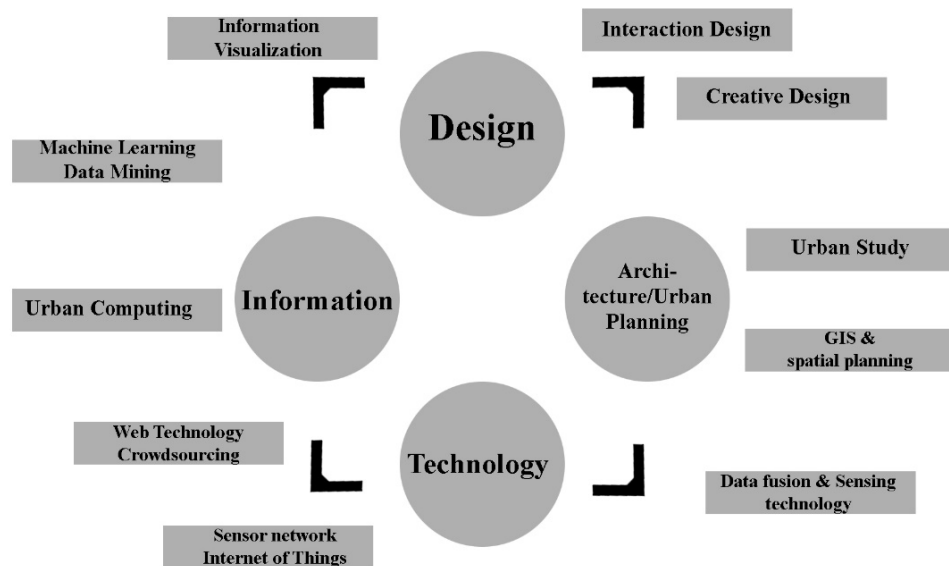 Information
Visualization
Interaction Design
Creative Design
Design
Machine Learning
Data Mining
Urban Study
Archi-
tecture/Urban
Planning
Information
Urban Computing
GIS &
spatial planning
Web Technology
Crowdsourcing
Technology
Data fusion & Sensing
technology
Sensor network
Internet of Things